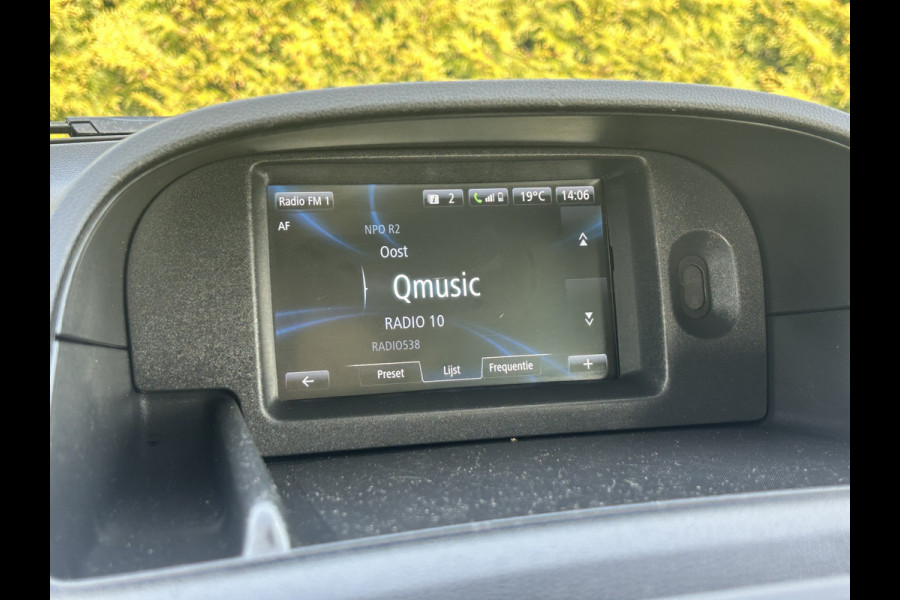 Radio FM 1
2
19°C
14:06
AF
NPO R2
Oost
Qmusic
RADIO 10
RADIO538
Preset
Lijst
Frequentie
+